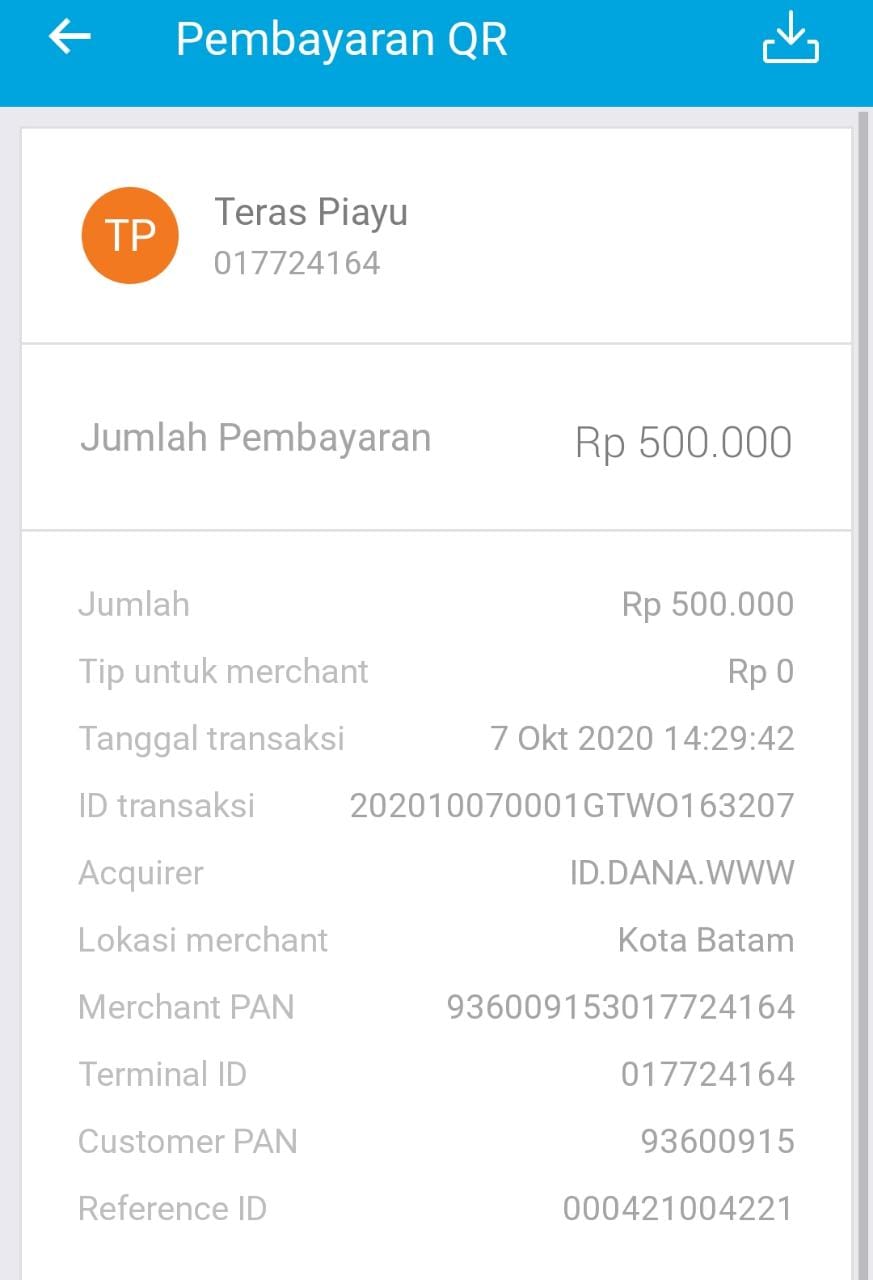 Pembayaran QR
TP
Teras Piayu
017724164
Jumlah Pembayaran Rp 500.000
Jumlah Rp 500.000
Tip untuk merchant Rp 0
Tanggal transaksi 7 Okt 2020 14:29:42
ID transaksi 202010070001GTWO163207
Acquirer ID.DANA.WWW
Lokasi merchant Kota Batam
Merchant PAN 936009153017724164
Terminal ID 017724164
Customer PAN 93600915
Reference ID 000421004221